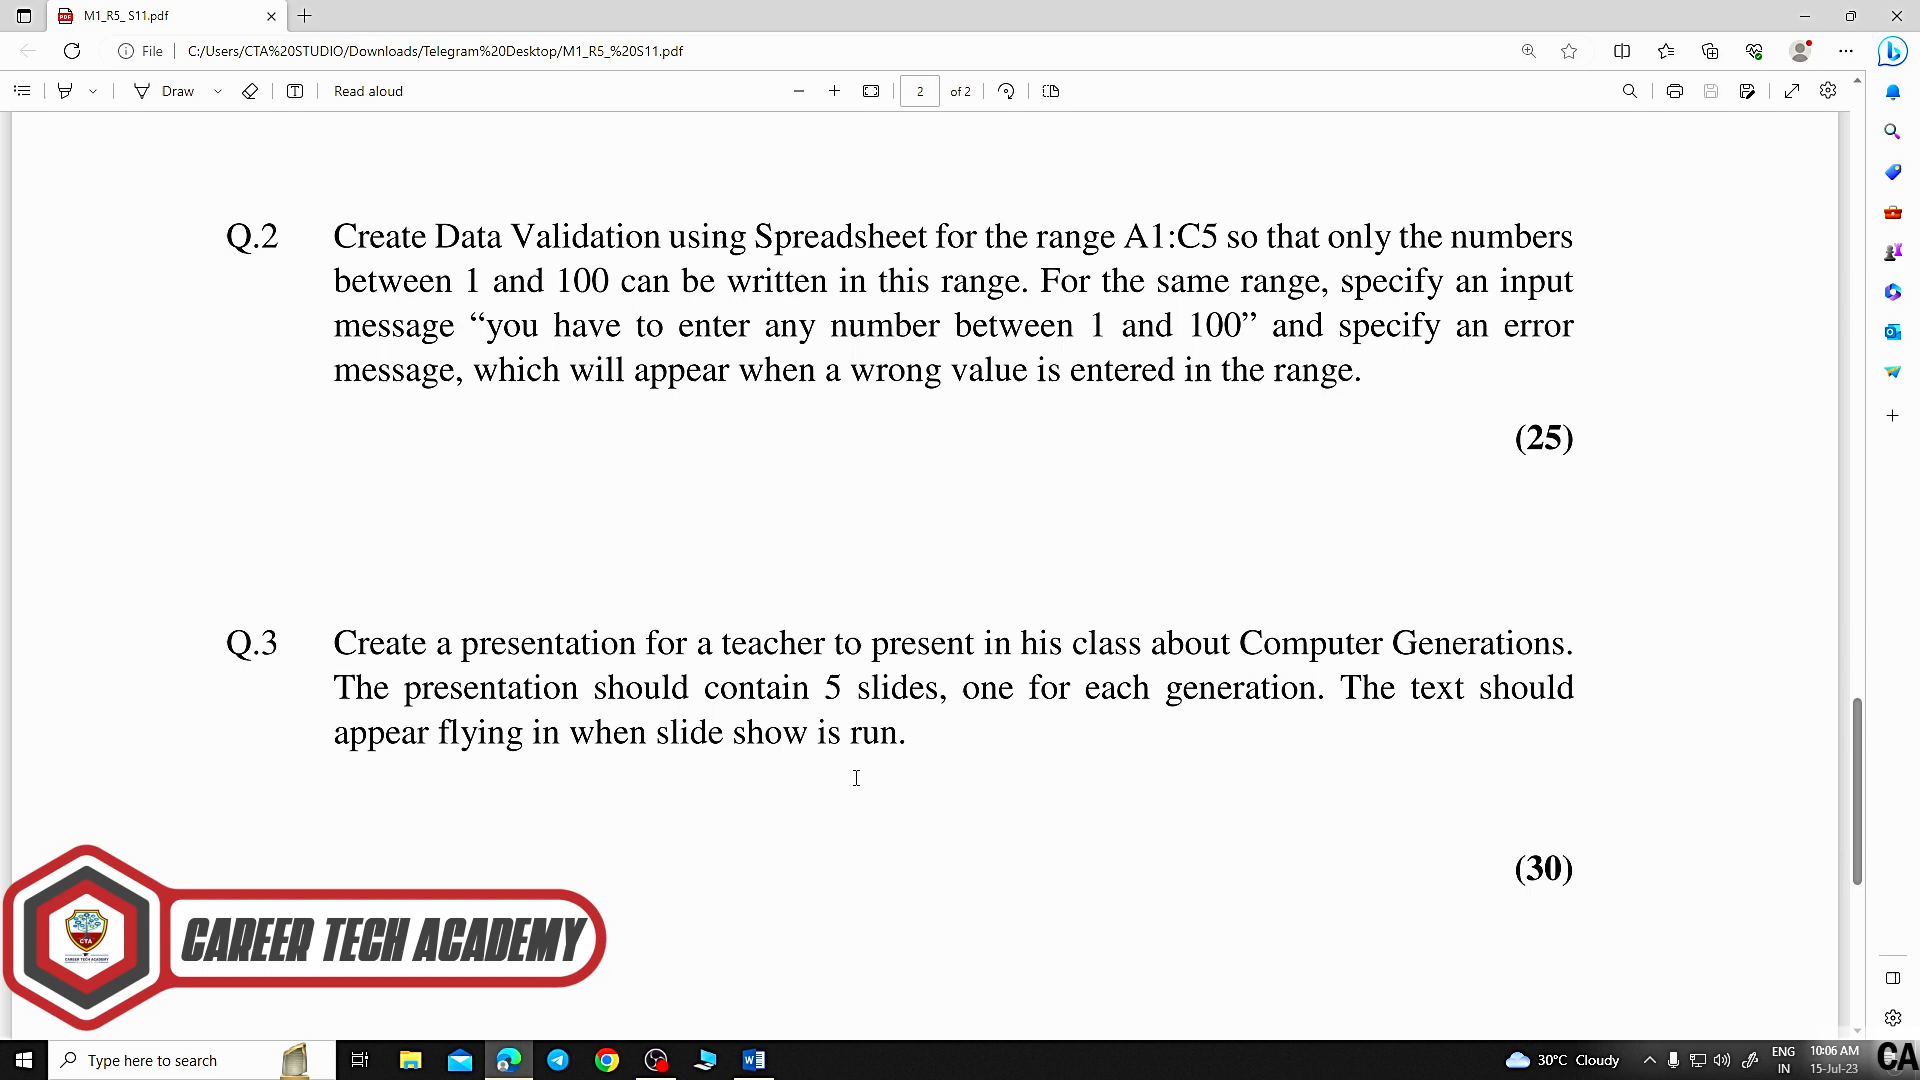 M1_R5_ S11.pdf
File
C:/Users/CTA%20STUDIO/Downloads/Telegram%20Desktop/M1_R5_%20S11.pdf
Draw
Read aloud
2
of 2
Q.2 Create Data Validation using Spreadsheet for the range A1:C5 so that only the numbers
between 1 and 100 can be written in this range. For the same range, specify an input
message “you have to enter any number between 1 and 100” and specify an error
message, which will appear when a wrong value is entered in the range.
(25)
Q.3 Create a presentation for a teacher to present in his class about Computer Generations.
The presentation should contain 5 slides, one for each generation. The text should
appear flying in when slide show is run.
(30)
CTA
CAREER TECH ACADEMY
Type here to search
30°C Cloudy
ENG
IN
10:06 AM
15-Jul-23
CA